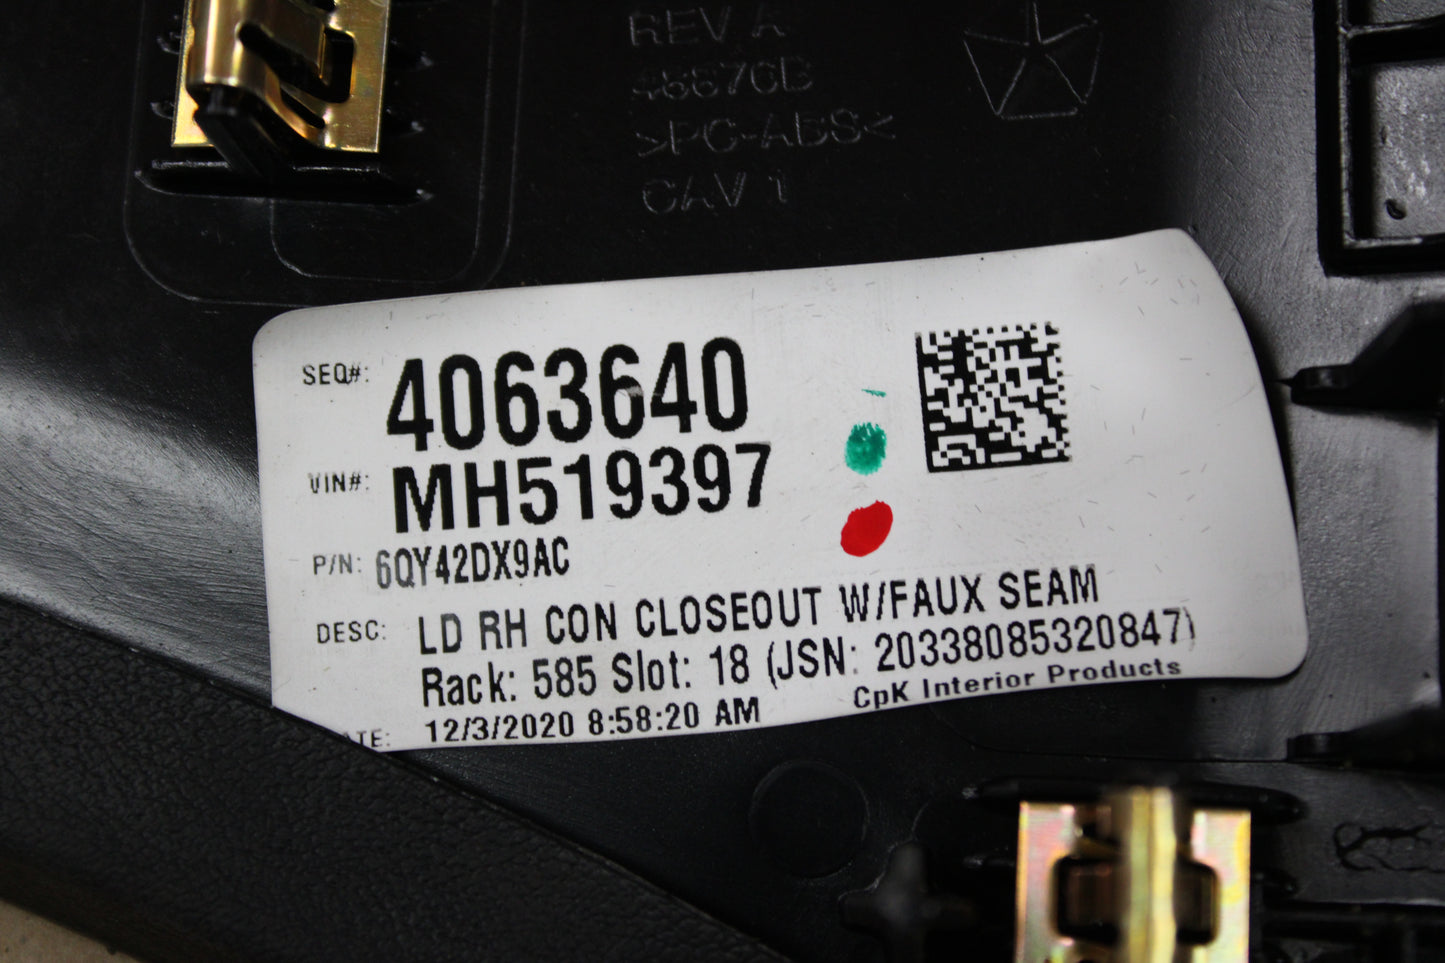 REV A
>PC-ABS<
CAV 1
SEQ#: 4063640
VIN#: MH519397
P/N: 6QY42DX9AC
DESC: LD RH CON CLOSEOUT W/FAUX SEAM
Rack: 585 Slot: 18 (JSN: 20338085320847)
12/3/2020 8:58:20 AM CpK Interior Products